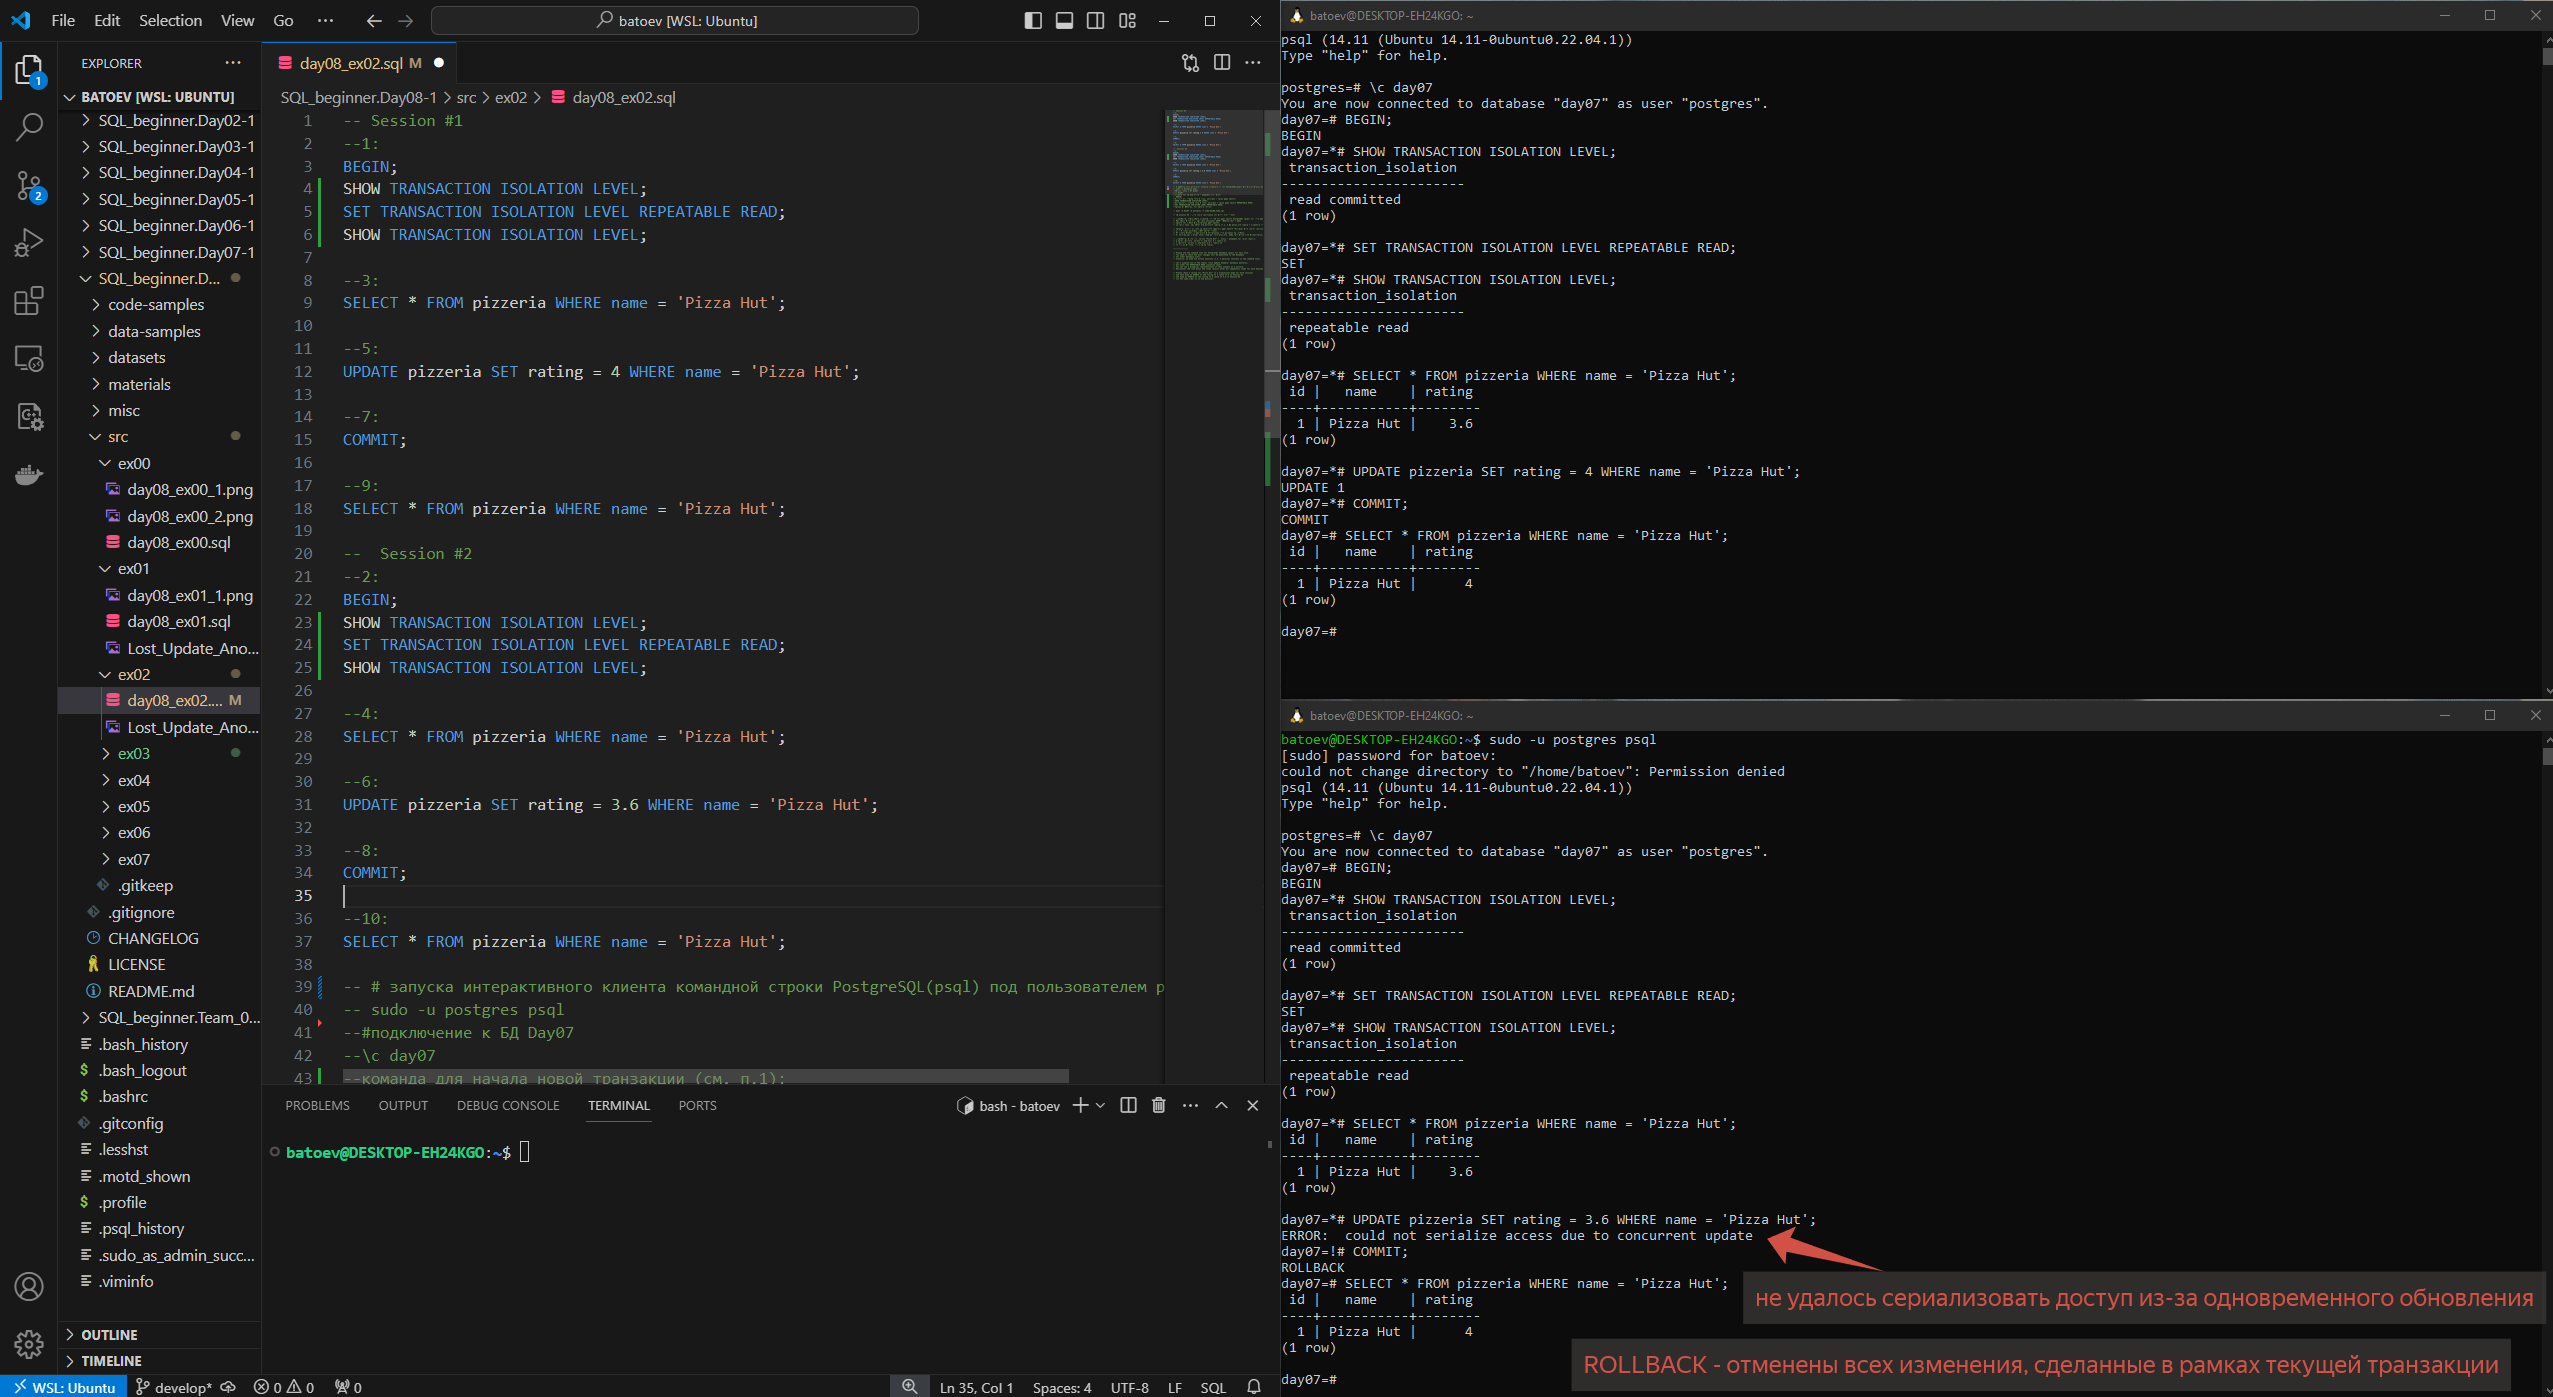 File Edit Selection View Go ··· batoev [WSL: Ubuntu]
EXPLORER ···
BATOEV [WSL: UBUNTU]
SQL_beginner.Day02-1
SQL_beginner.Day03-1
SQL_beginner.Day04-1
SQL_beginner.Day05-1
SQL_beginner.Day06-1
SQL_beginner.Day07-1
SQL_beginner.D...
code-samples
data-samples
datasets
materials
misc
src
ex00
day08_ex00_1.png
day08_ex00_2.png
day08_ex00.sql
ex01
day08_ex01_1.png
day08_ex01.sql
Lost_Update_Ano...
ex02
day08_ex02.... M
Lost_Update_Ano...
ex03
ex04
ex05
ex06
ex07
.gitkeep
.gitignore
CHANGELOG
LICENSE
README.md
SQL_beginner.Team_0...
.bash_history
.bash_logout
.bashrc
.gitconfig
.lesshst
.motd_shown
.profile
.psql_history
.sudo_as_admin_succ...
.viminfo
OUTLINE
TIMELINE
1
2
day08_ex02.sql M
SQL_beginner.Day08-1 > src > ex02 > day08_ex02.sql
1 -- Session #1
2 --1:
3 BEGIN;
4 SHOW TRANSACTION ISOLATION LEVEL;
5 SET TRANSACTION ISOLATION LEVEL REPEATABLE READ;
6 SHOW TRANSACTION ISOLATION LEVEL;
7
8 --3:
9 SELECT * FROM pizzeria WHERE name = 'Pizza Hut';
10
11 --5:
12 UPDATE pizzeria SET rating = 4 WHERE name = 'Pizza Hut';
13
14 --7:
15 COMMIT;
16
17 --9:
18 SELECT * FROM pizzeria WHERE name = 'Pizza Hut';
19
20 --  Session #2
21 --2:
22 BEGIN;
23 SHOW TRANSACTION ISOLATION LEVEL;
24 SET TRANSACTION ISOLATION LEVEL REPEATABLE READ;
25 SHOW TRANSACTION ISOLATION LEVEL;
26
27 --4:
28 SELECT * FROM pizzeria WHERE name = 'Pizza Hut';
29
30 --6:
31 UPDATE pizzeria SET rating = 3.6 WHERE name = 'Pizza Hut';
32
33 --8:
34 COMMIT;
35
36 --10:
37 SELECT * FROM pizzeria WHERE name = 'Pizza Hut';
38
39 -- # запуска интерактивного клиента командной строки PostgreSQL(psql) под пользователем p
40 -- sudo -u postgres psql
41 --#подключение к БД Day07
42 --\c day07
43 --команда для начала новой транзакции (см. п.1):
PROBLEMS OUTPUT DEBUG CONSOLE TERMINAL PORTS bash - batoev
batoev@DESKTOP-EH24KGO:~$
WSL: Ubuntu develop* 0 0 0 Ln 35, Col 1 Spaces: 4 UTF-8 LF SQL
batoev@DESKTOP-EH24KGO: ~
psql (14.11 (Ubuntu 14.11-0ubuntu0.22.04.1))
Type "help" for help.
postgres=# \c day07
You are now connected to database "day07" as user "postgres".
day07=# BEGIN;
BEGIN
day07=*# SHOW TRANSACTION ISOLATION LEVEL;
transaction_isolation
-----------------------
read committed
(1 row)
day07=*# SET TRANSACTION ISOLATION LEVEL REPEATABLE READ;
SET
day07=*# SHOW TRANSACTION ISOLATION LEVEL;
transaction_isolation
-----------------------
repeatable read
(1 row)
day07=*# SELECT * FROM pizzeria WHERE name = 'Pizza Hut';
id |   name    | rating
----+-----------+--------
1 | Pizza Hut |    3.6
(1 row)
day07=*# UPDATE pizzeria SET rating = 4 WHERE name = 'Pizza Hut';
UPDATE 1
day07=*# COMMIT;
COMMIT
day07=# SELECT * FROM pizzeria WHERE name = 'Pizza Hut';
id |   name    | rating
----+-----------+--------
1 | Pizza Hut |      4
(1 row)
day07=#
batoev@DESKTOP-EH24KGO: ~
batoev@DESKTOP-EH24KGO:~$ sudo -u postgres psql
[sudo] password for batoev:
could not change directory to "/home/batoev": Permission denied
psql (14.11 (Ubuntu 14.11-0ubuntu0.22.04.1))
Type "help" for help.
postgres=# \c day07
You are now connected to database "day07" as user "postgres".
day07=# BEGIN;
BEGIN
day07=*# SHOW TRANSACTION ISOLATION LEVEL;
transaction_isolation
-----------------------
read committed
(1 row)
day07=*# SET TRANSACTION ISOLATION LEVEL REPEATABLE READ;
SET
day07=*# SHOW TRANSACTION ISOLATION LEVEL;
transaction_isolation
-----------------------
repeatable read
(1 row)
day07=*# SELECT * FROM pizzeria WHERE name = 'Pizza Hut';
id |   name    | rating
----+-----------+--------
1 | Pizza Hut |    3.6
(1 row)
day07=*# UPDATE pizzeria SET rating = 3.6 WHERE name = 'Pizza Hut';
ERROR:  could not serialize access due to concurrent update
day07=!# COMMIT;
ROLLBACK
day07=# SELECT * FROM pizzeria WHERE name = 'Pizza Hut';
id |   name    | rating
----+-----------+--------
1 | Pizza Hut |      4
(1 row)
day07=#
не удалось сериализовать доступ из-за одновременного обновления
ROLLBACK - отменены всех изменения, сделанные в рамках текущей транзакции